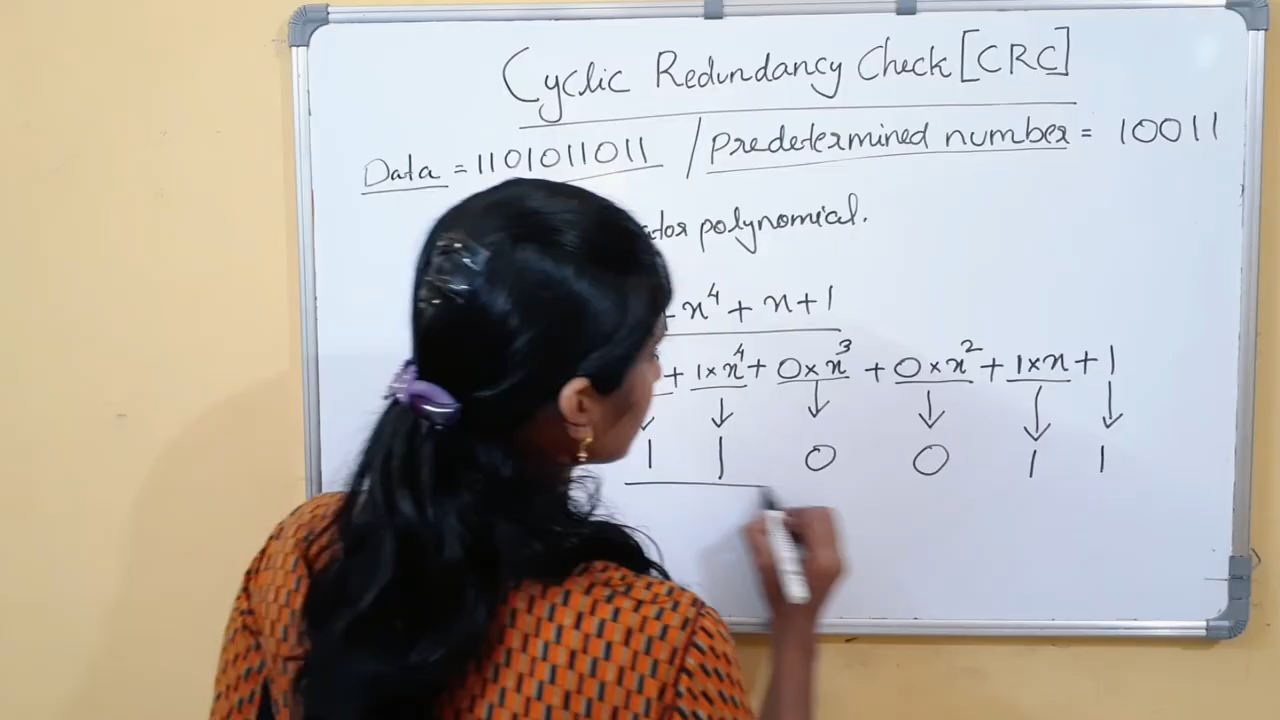 Cyclic Redundancy Check [CRC]
Data = 1101011011 / Predetermined number = 10011
polynomial.
+ x⁴ + x + 1
+ 1 × x⁴ + 0 × x³ + 0 × x² + 1 × x + 1
1 1 0 0 1 1